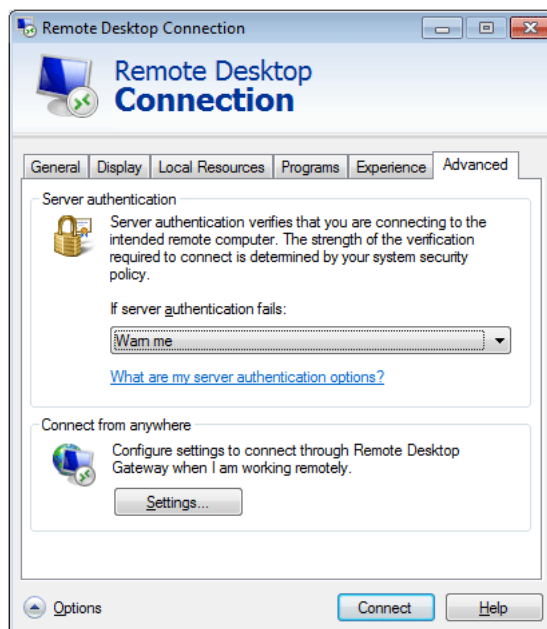 Remote Desktop Connection
Remote Desktop
Connection
General Display Local Resources Programs Experience Advanced
Server authentication
Server authentication verifies that you are connecting to the
intended remote computer. The strength of the verification
required to connect is determined by your system security
policy.
If server authentication fails:
Warn me
What are my server authentication options?
Connect from anywhere
Configure settings to connect through Remote Desktop
Gateway when I am working remotely.
Settings...
Options Connect Help